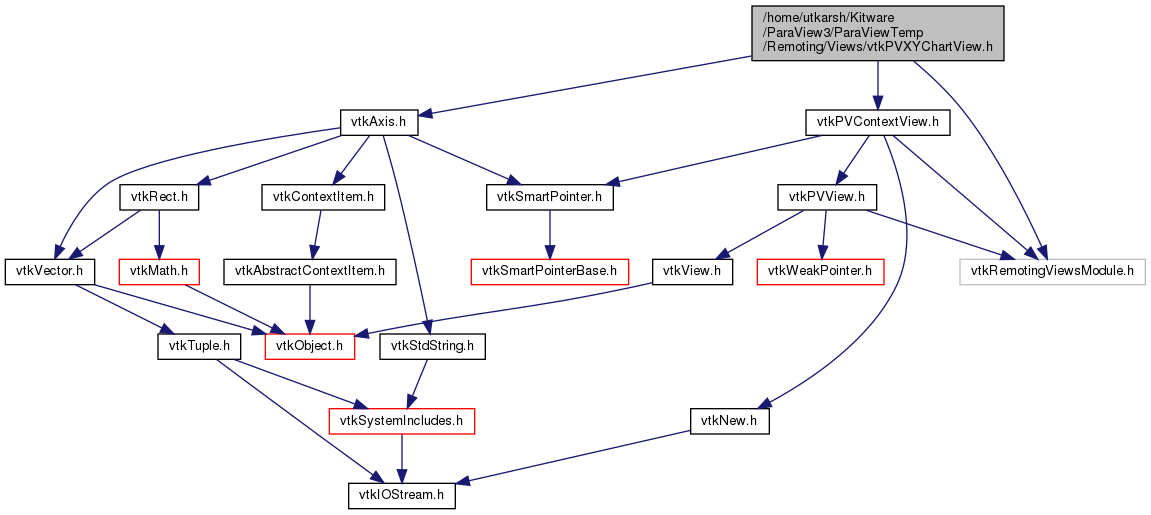 /home/utkarsh/Kitware
/ParaView3/ParaViewTemp
/Remoting/Views/vtkPVXYChartView.h
vtkAxis.h
vtkPVContextView.h
vtkRect.h
vtkContextItem.h
vtkSmartPointer.h
vtkPVView.h
vtkVector.h
vtkMath.h
vtkAbstractContextItem.h
vtkSmartPointerBase.h
vtkView.h
vtkWeakPointer.h
vtkRemotingViewsModule.h
vtkTuple.h
vtkObject.h
vtkStdString.h
vtkSystemIncludes.h
vtkNew.h
vtkIOStream.h